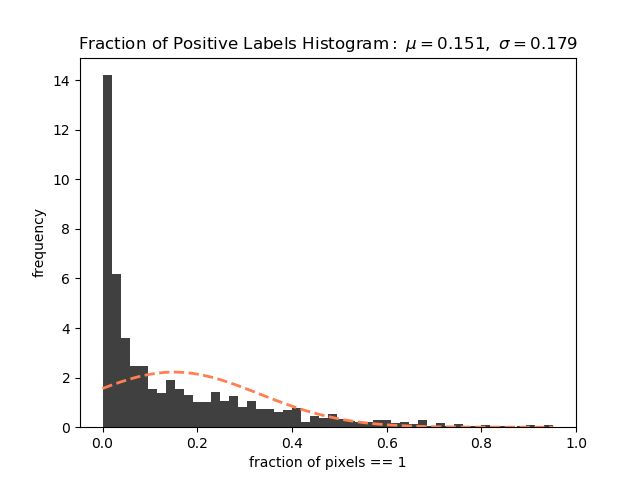 Fraction of Positive Labels Histogram: μ = 0.151, σ = 0.179
14
12
10
8
6
4
2
0
frequency
0.0 0.2 0.4 0.6 0.8 1.0
fraction of pixels == 1